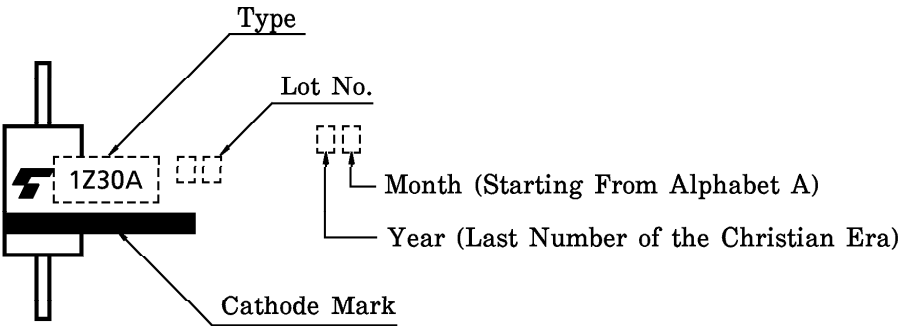 Type
Lot No.
1Z30A
Month (Starting From Alphabet A)
Year (Last Number of the Christian Era)
Cathode Mark